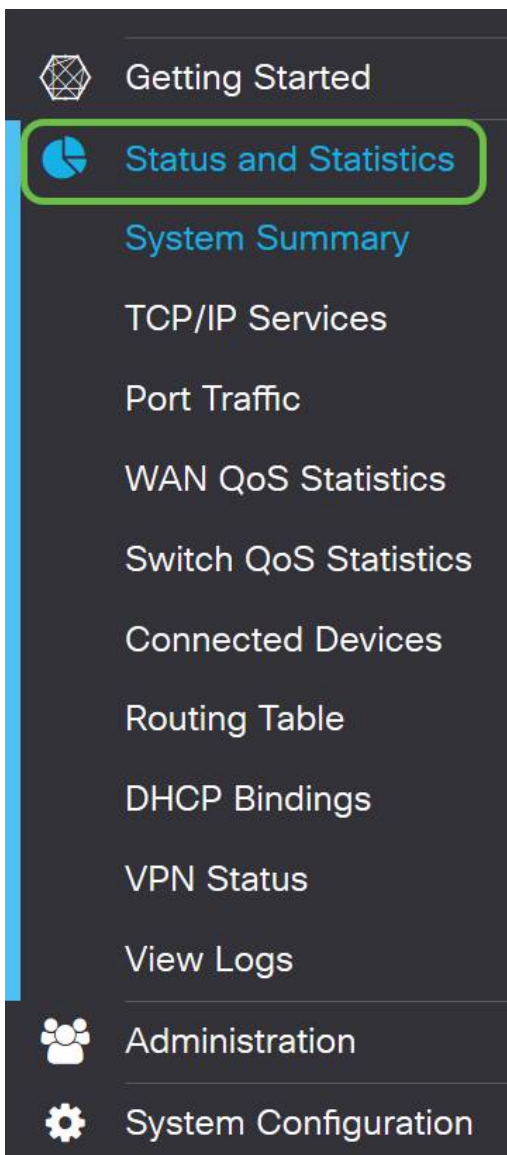 Getting Started
Status and Statistics
System Summary
TCP/IP Services
Port Traffic
WAN QoS Statistics
Switch QoS Statistics
Connected Devices
Routing Table
DHCP Bindings
VPN Status
View Logs
Administration
System Configuration